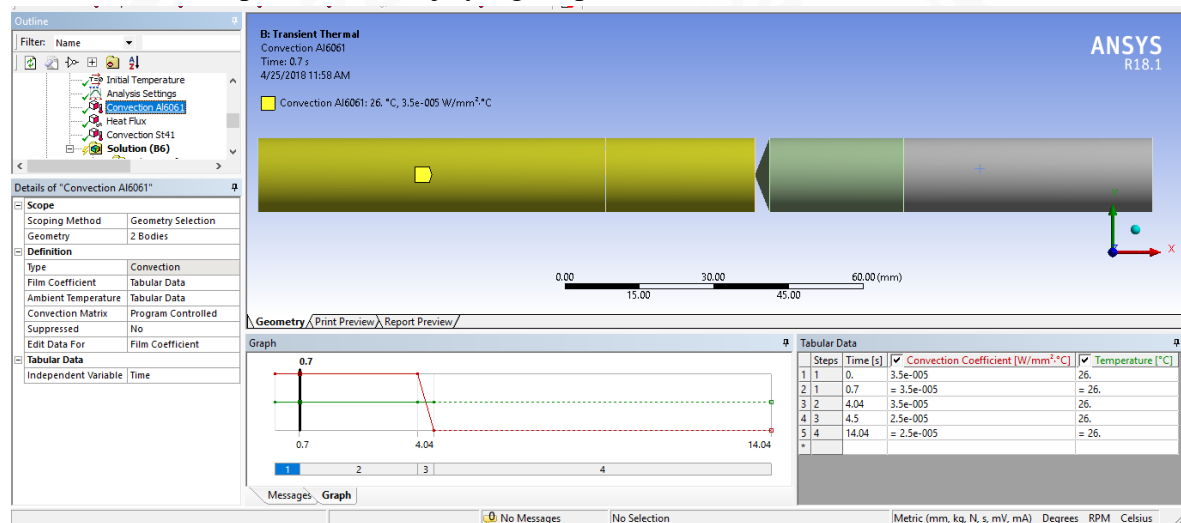 Outline
Filter: Name
Initial Temperature
Analysis Settings
Convection Al6061
Heat Flux
Convection St41
Solution (B6)
Details of "Convection Al6061"
Scope
Scoping Method Geometry Selection
Geometry 2 Bodies
Definition
Type Convection
Film Coefficient Tabular Data
Ambient Temperature Tabular Data
Convection Matrix Program Controlled
Suppressed No
Edit Data For Film Coefficient
Tabular Data
Independent Variable Time
B: Transient Thermal
Convection Al6061
Time: 0.7 s
4/25/2018 11:58 AM
Convection Al6061: 26. °C, 3.5e-005 W/mm²·°C
ANSYS
R18.1
Y
X
0.00 30.00 60.00 (mm)
15.00 45.00
Geometry Print Preview Report Preview
Graph
0.7
0.7 4.04 14.04
1 2 3 4
Messages Graph
Tabular Data
Steps Time [s] Convection Coefficient [W/mm²·°C] Temperature [°C]
1 1 0. 3.5e-005 26.
2 1 0.7 = 3.5e-005 = 26.
3 2 4.04 3.5e-005 26.
4 3 4.5 2.5e-005 26.
5 4 14.04 = 2.5e-005 = 26.
*
No Messages No Selection Metric (mm, kg, N, s, mV, mA) Degrees RPM Celsius